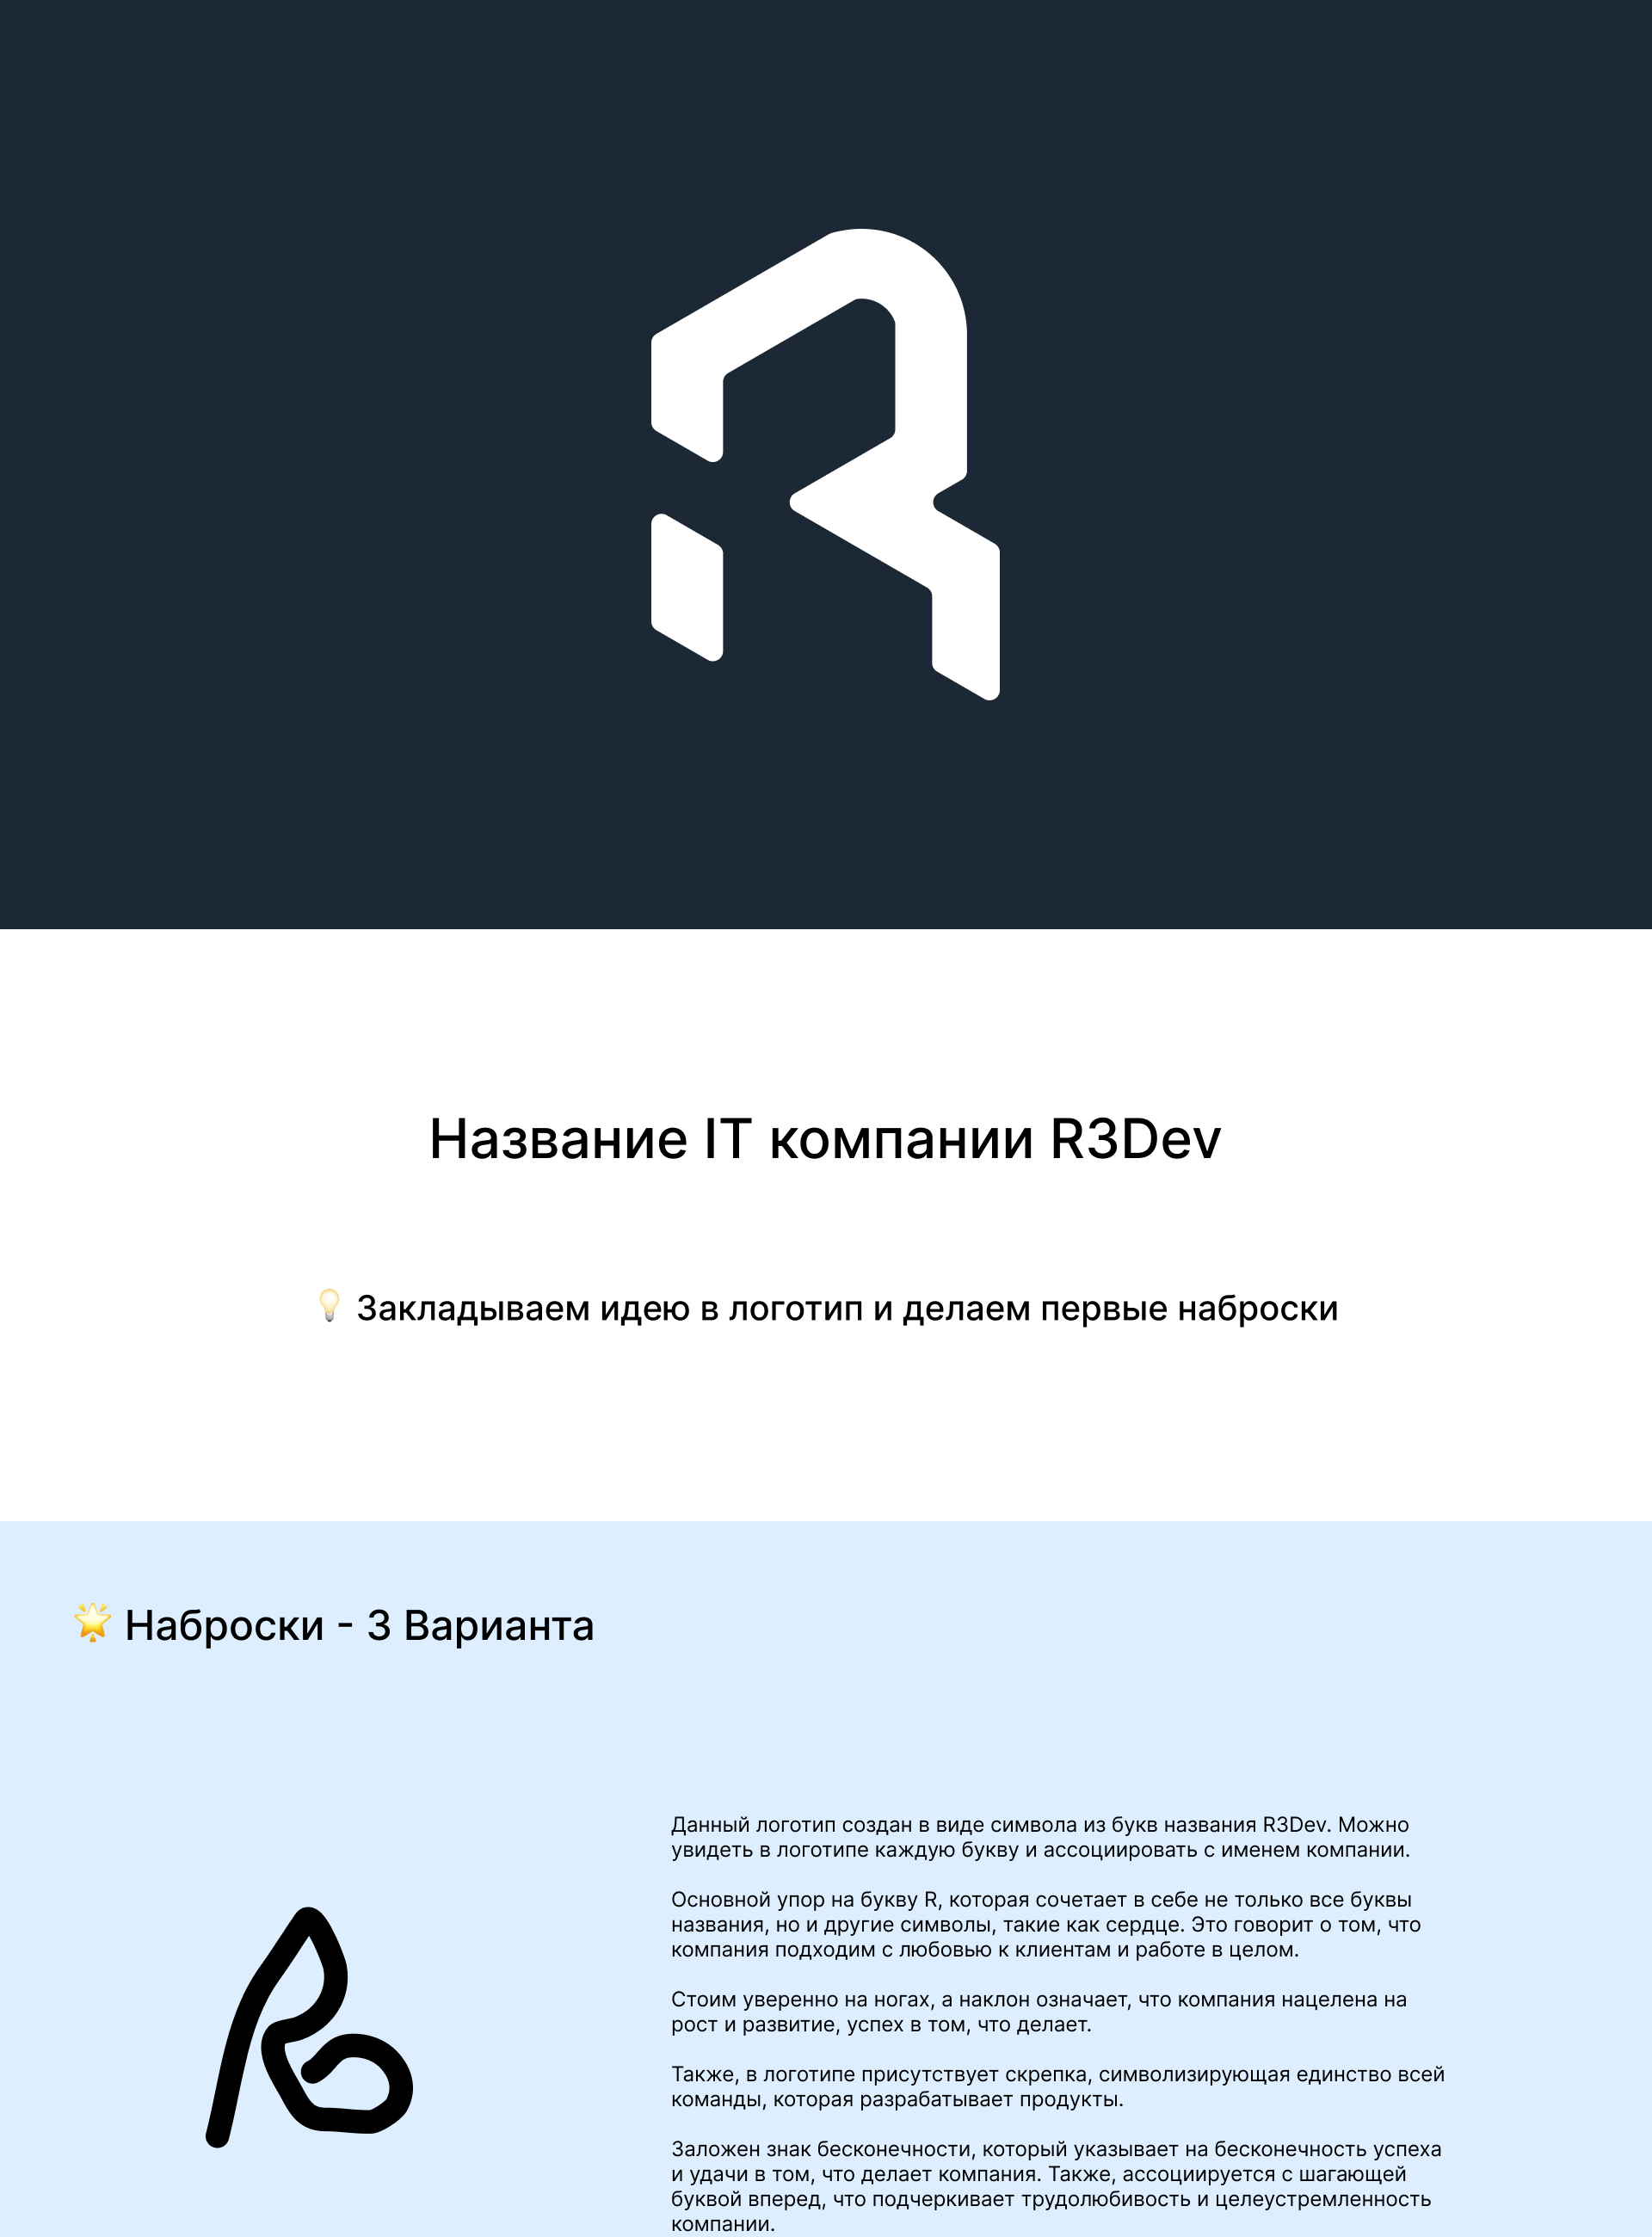 Название IT компании R3Dev
💡 Закладываем идею в логотип и делаем первые наброски
🌟 Наброски - 3 Варианта
Данный логотип создан в виде символа из букв названия R3Dev. Можно
увидеть в логотипе каждую букву и ассоциировать с именем компании.
Основной упор на букву R, которая сочетает в себе не только все буквы
названия, но и другие символы, такие как сердце. Это говорит о том, что
компания подходим с любовью к клиентам и работе в целом.
Стоим уверенно на ногах, а наклон означает, что компания нацелена на
рост и развитие, успех в том, что делает.
Также, в логотипе присутствует скрепка, символизирующая единство всей
команды, которая разрабатывает продукты.
Заложен знак бесконечности, который указывает на бесконечность успеха
и удачи в том, что делает компания. Также, ассоциируется с шагающей
буквой вперед, что подчеркивает трудолюбивость и целеустремленность
компании.